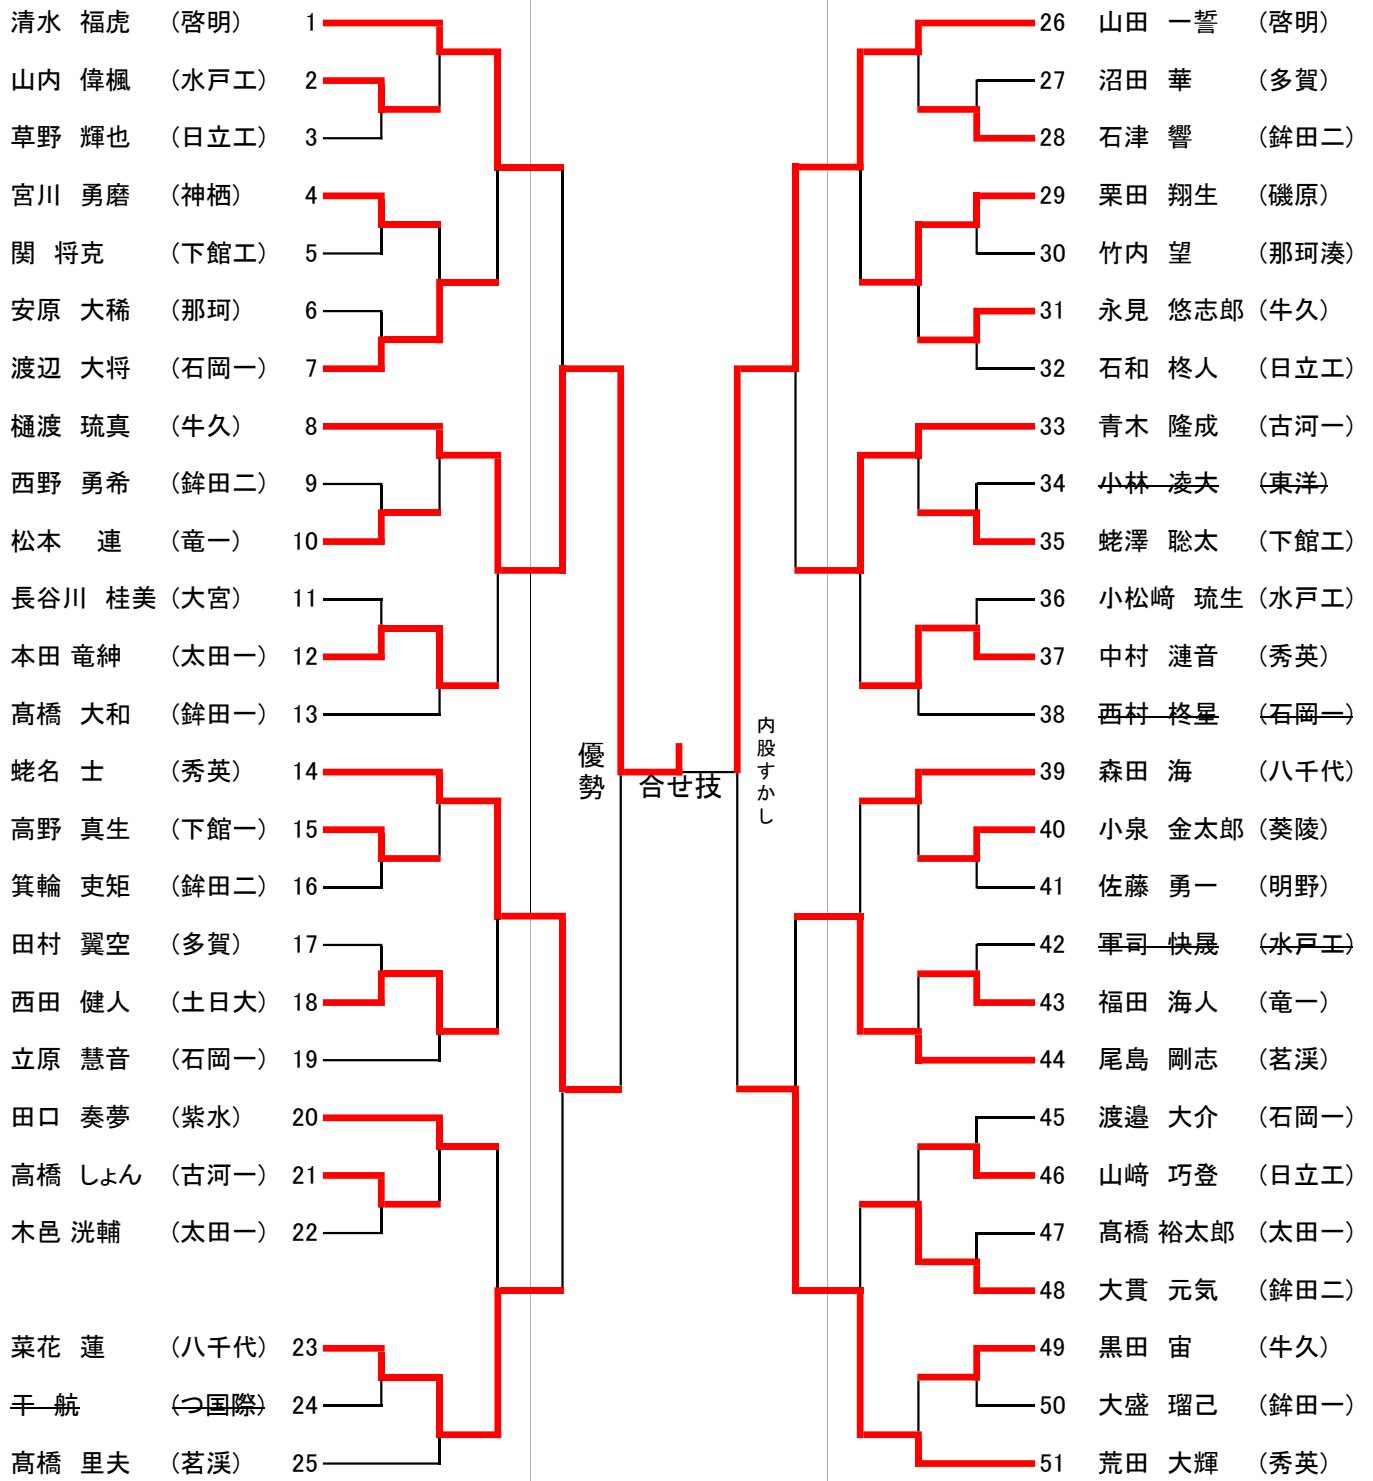 清水 福虎 （啓明） 1
山内 偉楓 （水戸工） 2
草野 輝也 （日立工） 3
宮川 勇磨 （神栖） 4
関 将克 （下館工） 5
安原 大稀 （那珂） 6
渡辺 大将 （石岡一） 7
樋渡 琉真 （牛久） 8
西野 勇希 （鉾田二） 9
松本 連 （竜一） 10
長谷川 桂美 （大宮） 11
本田 竜紳 （太田一） 12
髙橋 大和 （鉾田一） 13
蛯名 士 （秀英） 14
高野 真生 （下館一） 15
箕輪 吏矩 （鉾田二） 16
田村 翼空 （多賀） 17
西田 健人 （土日大） 18
立原 慧音 （石岡一） 19
田口 奏夢 （紫水） 20
高橋 しょん （古河一） 21
木邑 洸輔 （太田一） 22
菜花 蓮 （八千代） 23
干 航 （つ国際） 24
髙橋 里夫 （茗渓） 25
優勢
合せ技
内股すかし
26 山田 一誓 （啓明）
27 沼田 華 （多賀）
28 石津 響 （鉾田二）
29 栗田 翔生 （磯原）
30 竹内 望 （那珂湊）
31 永見 悠志郎 （牛久）
32 石和 柊人 （日立工）
33 青木 隆成 （古河一）
34 小林 凌大 （東洋）
35 蛯澤 聡太 （下館工）
36 小松﨑 琉生 （水戸工）
37 中村 漣音 （秀英）
38 西村 柊星 （石岡一）
39 森田 海 （八千代）
40 小泉 金太郎 （葵陵）
41 佐藤 勇一 （明野）
42 軍司 快晟 （水戸工）
43 福田 海人 （竜一）
44 尾島 剛志 （茗渓）
45 渡邉 大介 （石岡一）
46 山﨑 巧登 （日立工）
47 髙橋 裕太郎 （太田一）
48 大貫 元気 （鉾田二）
49 黒田 宙 （牛久）
50 大盛 瑠己 （鉾田一）
51 荒田 大輝 （秀英）